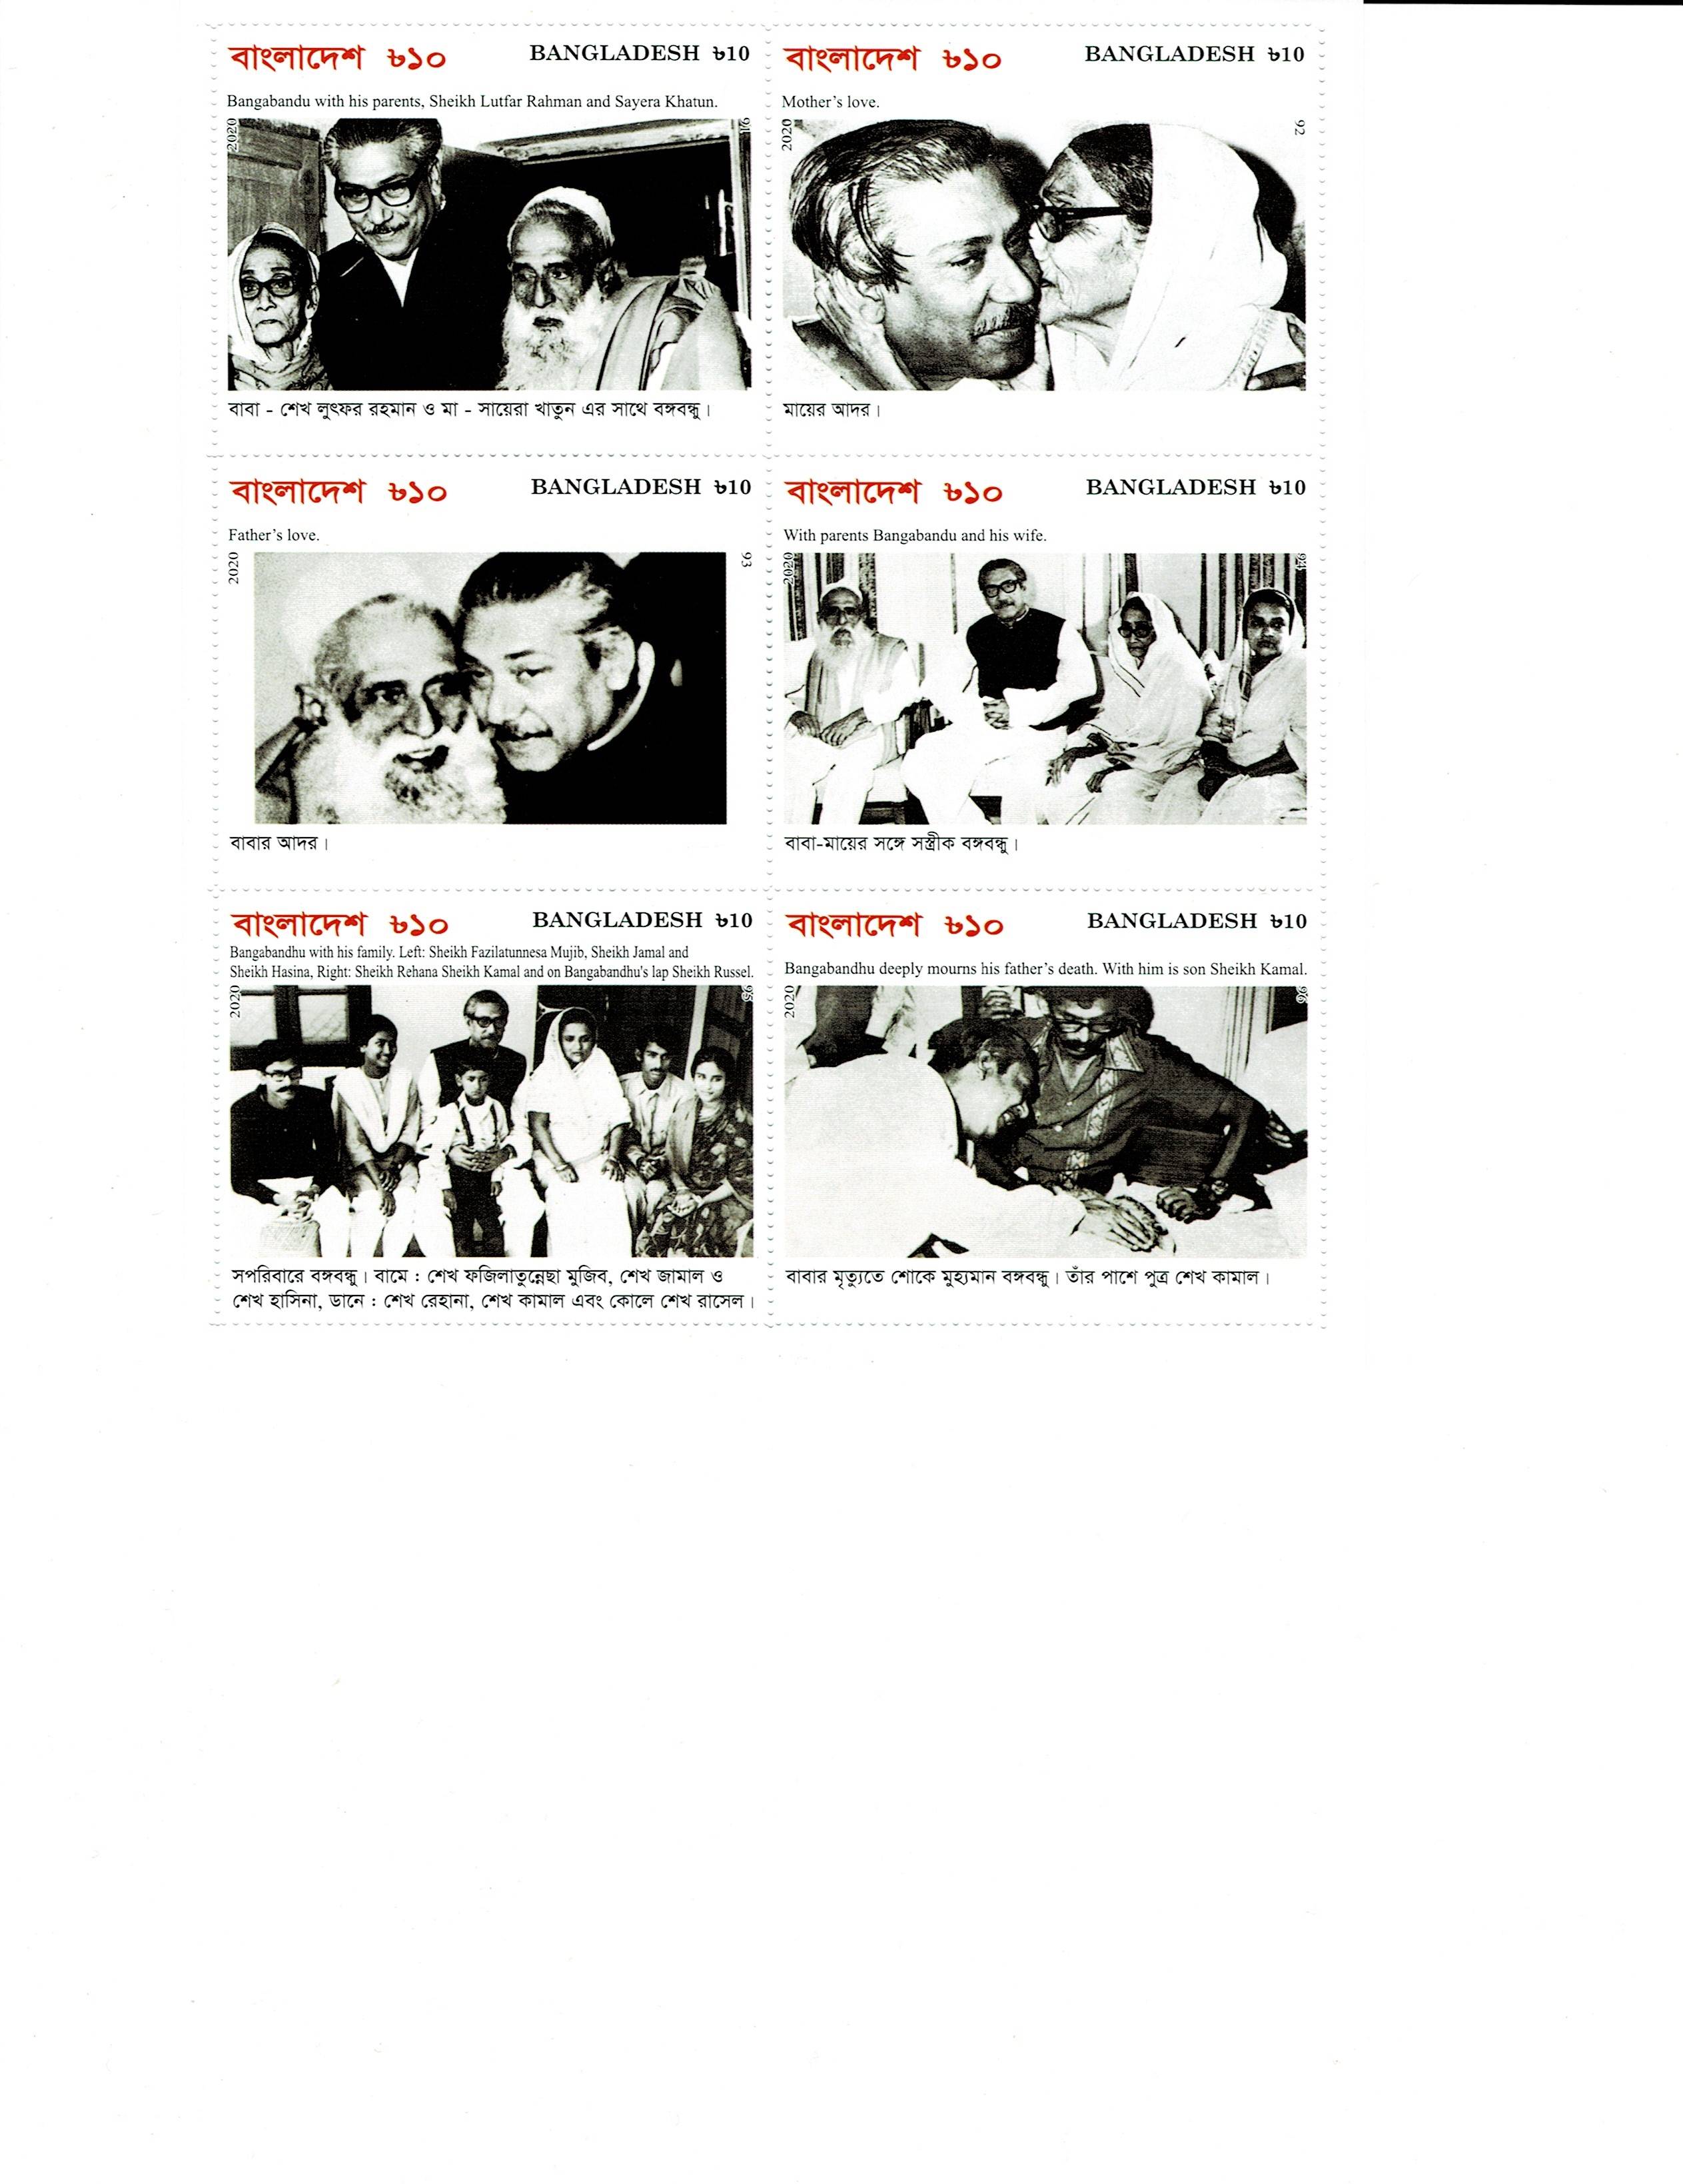 বাংলাদেশ ৳১০ BANGLADESH ৳10
Bangabandu with his parents, Sheikh Lutfar Rahman and Sayera Khatun.
2020 91
বাবা - শেখ লুৎফর রহমান ও মা - সায়েরা খাতুন এর সাথে বঙ্গবন্ধু।
বাংলাদেশ ৳১০ BANGLADESH ৳10
Mother's love.
2020 92
মায়ের আদর।
বাংলাদেশ ৳১০ BANGLADESH ৳10
Father's love.
2020 93
বাবার আদর।
বাংলাদেশ ৳১০ BANGLADESH ৳10
With parents Bangabandu and his wife.
2020 94
বাবা-মায়ের সঙ্গে সস্ত্রীক বঙ্গবন্ধু।
বাংলাদেশ ৳১০ BANGLADESH ৳10
Bangabandhu with his family. Left: Sheikh Fazilatunnesa Mujib, Sheikh Jamal and
Sheikh Hasina, Right: Sheikh Rehana Sheikh Kamal and on Bangabandhu's lap Sheikh Russel.
2020 95
সপরিবারে বঙ্গবন্ধু। বামে : শেখ ফজিলাতুন্নেছা মুজিব, শেখ জামাল ও
শেখ হাসিনা, ডানে : শেখ রেহানা, শেখ কামাল এবং কোলে শেখ রাসেল।
বাংলাদেশ ৳১০ BANGLADESH ৳10
Bangabandhu deeply mourns his father's death. With him is son Sheikh Kamal.
2020 96
বাবার মৃত্যুতে শোকে মুহ্যমান বঙ্গবন্ধু। তাঁর পাশে পুত্র শেখ কামাল।